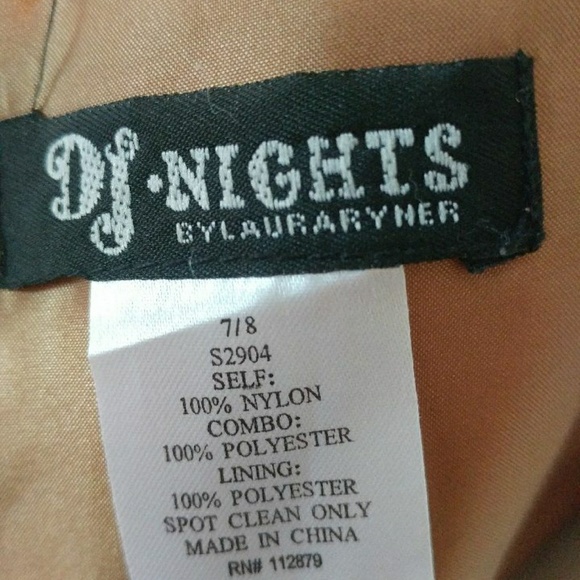 DJ·NIGHTS
BYLAURARYNER
7/8
S2904
SELF:
100% NYLON
COMBO:
100% POLYESTER
LINING:
100% POLYESTER
SPOT CLEAN ONLY
MADE IN CHINA
RN# 112879